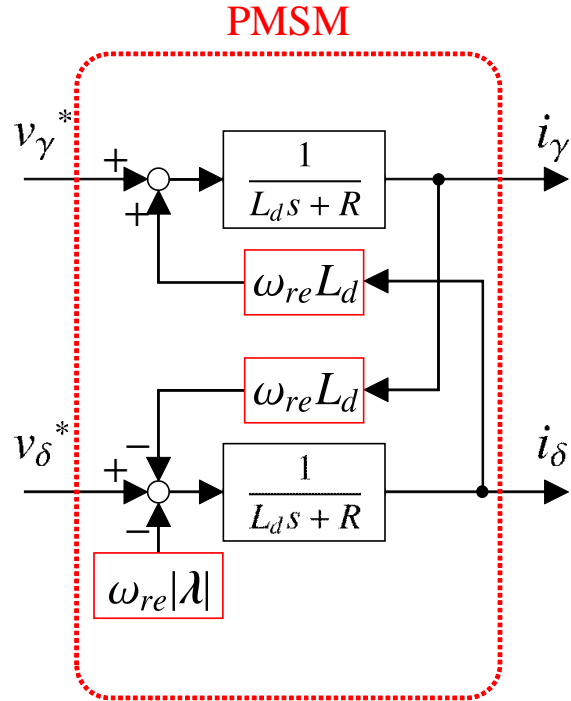 PMSM
v_γ*
+
+
1
L_d s + R
i_γ
ω_re L_d
ω_re L_d
v_δ*
−
+
−
1
L_d s + R
i_δ
ω_re|λ|